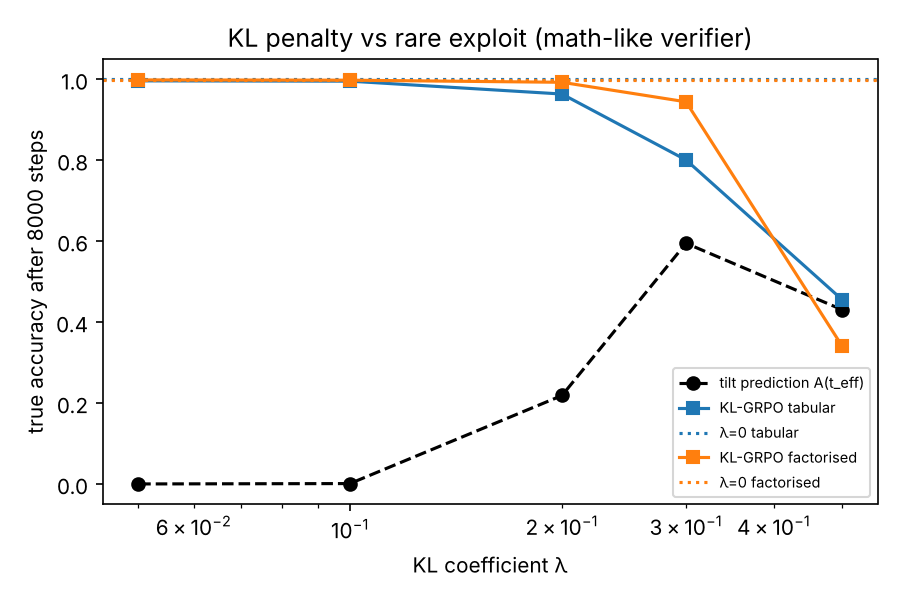 KL penalty vs rare exploit (math-like verifier)
true accuracy after 8000 steps
1.0
0.8
0.6
0.4
0.2
0.0
tilt prediction A(t_eff)
KL-GRPO tabular
λ=0 tabular
KL-GRPO factorised
λ=0 factorised
6 × 10⁻² 10⁻¹ 2 × 10⁻¹ 3 × 10⁻¹ 4 × 10⁻¹
KL coefficient λ